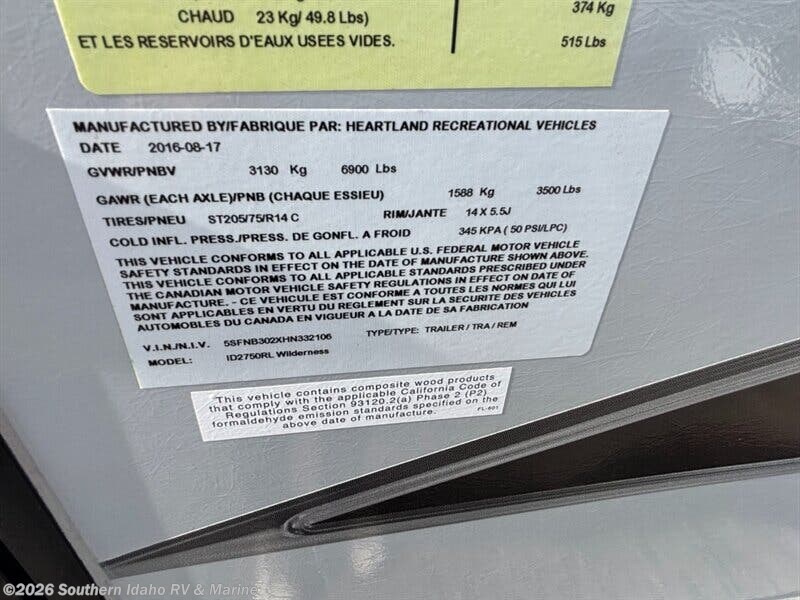 CHAUD 23 Kg/ 49.8 Lbs)
374 Kg
ET LES RESERVOIRS D'EAUX USEES VIDES.
515 Lbs
MANUFACTURED BY/FABRIQUE PAR: HEARTLAND RECREATIONAL VEHICLES
DATE 2016-08-17
GVWR/PNBV 3130 Kg 6900 Lbs
GAWR (EACH AXLE)/PNB (CHAQUE ESSIEU) 1588 Kg 3500 Lbs
TIRES/PNEU ST205/75/R14 C RIM/JANTE 14 X 5.5J
COLD INFL. PRESS./PRESS. DE GONFL. A FROID 345 KPA ( 50 PSI/LPC)
THIS VEHICLE CONFORMS TO ALL APPLICABLE U.S. FEDERAL MOTOR VEHICLE
SAFETY STANDARDS IN EFFECT ON THE DATE OF MANUFACTURE SHOWN ABOVE.
THIS VEHICLE CONFORMS TO ALL APPLICABLE STANDARDS PRESCRIBED UNDER
THE CANADIAN MOTOR VEHICLE SAFETY REGULATIONS IN EFFECT ON DATE OF
MANUFACTURE. - CE VEHICULE EST CONFORME A TOUTES LES NORMES QUI LUI
SONT APPLICABLES EN VERTU DU REGLEMENT SUR LA SECURITE DES VEHICLES
AUTOMOBILES DU CANADA EN VIGUEUR A LA DATE DE SA FABRICATION
V.I.N./N.I.V. 5SFNB302XHN332106 TYPE/TYPE: TRAILER / TRA / REM
MODEL: ID2750RL Wilderness
This vehicle contains composite wood products
that comply with the applicable California Code of
Regulations Section 93120.2(a) Phase 2 (P2)
formaldehyde emission standards specified on the
above date of manufacture. FL-601
©2026 Southern Idaho RV & Marine